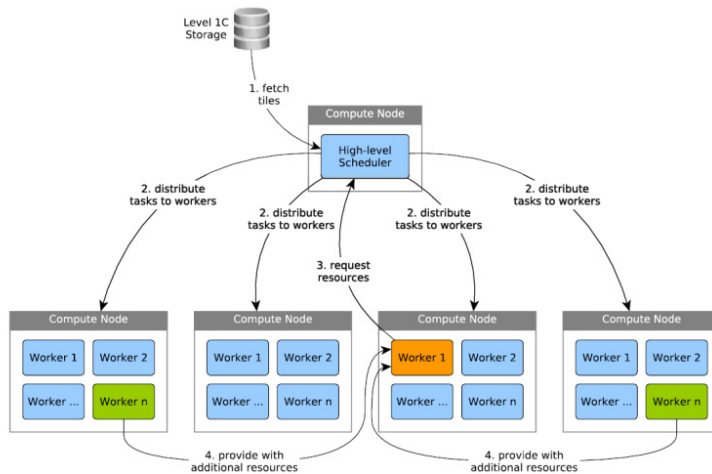 Level 1C
Storage
1. fetch
tiles
Compute Node
High-level
Scheduler
2. distribute
tasks to workers
2. distribute
tasks to workers
2. distribute
tasks to workers
2. distribute
tasks to workers
3. request
resources
Compute Node
Worker 1
Worker 2
Worker ...
Worker n
Compute Node
Worker 1
Worker 2
Worker ...
Worker n
Compute Node
Worker 1
Worker 2
Worker ...
Worker n
Compute Node
Worker 1
Worker 2
Worker ...
Worker n
4. provide with
additional resources
4. provide with
additional resources